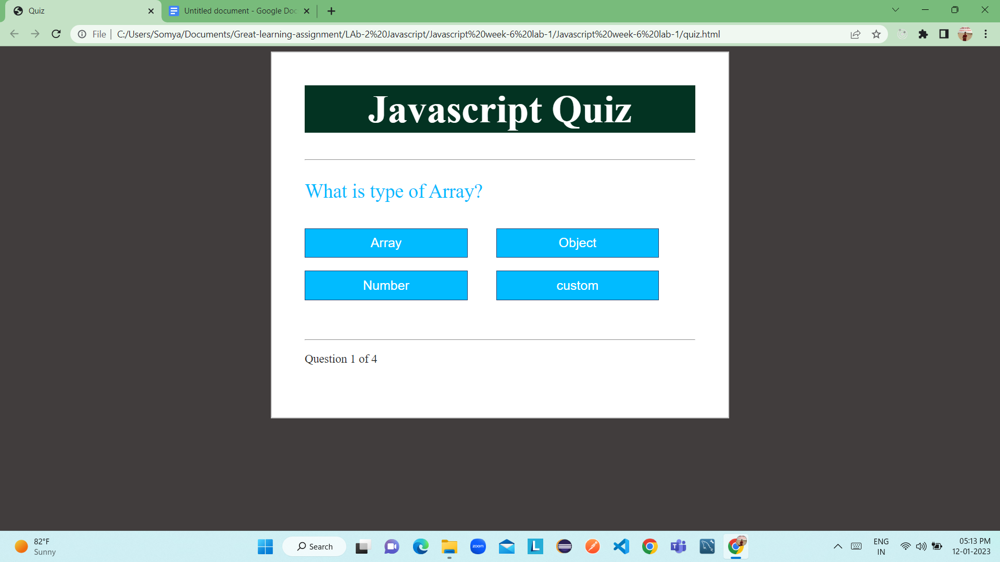 Quiz
Untitled document - Google Doc
File
C:/Users/Somya/Documents/Great-learning-assignment/LAb-2%20Javascript/Javascript%20week-6%20lab-1/Javascript%20week-6%20lab-1/quiz.html
Javascript Quiz
What is type of Array?
Array
Object
Number
custom
Question 1 of 4
82°F
Sunny
Search
zoom
L
T
ENG
IN
05:13 PM
12-01-2023